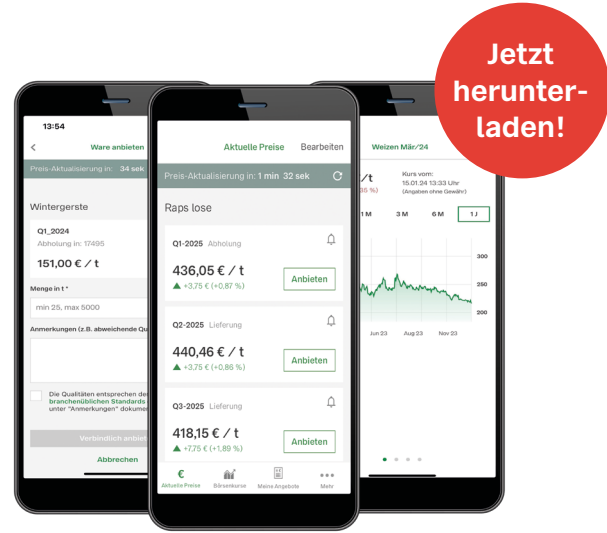 Jetzt
herunter-
laden!
13:54
Ware anbieten
Preis-Aktualisierung in: 34 sek
Wintergerste
Q1_2024
Abholung in: 17495
151,00 € / t
Menge in t *
min 25, max 5000
Anmerkungen (z.B. abweichende
Die Qualitäten entsprechen
branchenüblichen Standards
unter "Anmerkungen"
Verbindlich
Abbrechen
Aktuelle Preise Bearbeiten
Preis-Aktualisierung in: 1 min 32 sek
Raps lose
Q1-2025 Abholung
436,05 € / t
▲ +3,75 € (+0,87 %)
Anbieten
Q2-2025 Lieferung
440,46 € / t
▲ +3,75 € (+0,86 %)
Anbieten
Q3-2025 Lieferung
418,15 € / t
▲ +7,75 € (+1,89 %)
Anbieten
€
Aktuelle Preise Börsenkurse Meine Angebote Mehr
Weizen Mär/24
/t
%)
Kurs vom:
15.01.24 13:33 Uhr
(Angaben ohne Gewähr)
1 M 3 M 6 M 1 J
300
250
200
Jun 23 Aug 23 Nov 23